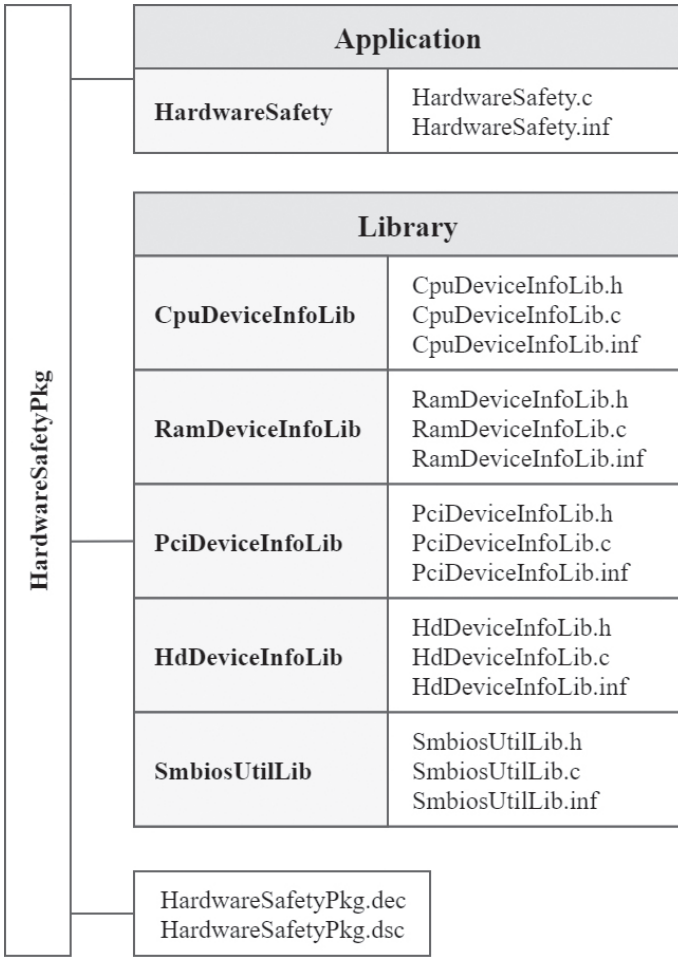 HardwareSafetyPkg
Application
HardwareSafety
HardwareSafety.c
HardwareSafety.inf
Library
CpuDeviceInfoLib
CpuDeviceInfoLib.h
CpuDeviceInfoLib.c
CpuDeviceInfoLib.inf
RamDeviceInfoLib
RamDeviceInfoLib.h
RamDeviceInfoLib.c
RamDeviceInfoLib.inf
PciDeviceInfoLib
PciDeviceInfoLib.h
PciDeviceInfoLib.c
PciDeviceInfoLib.inf
HdDeviceInfoLib
HdDeviceInfoLib.h
HdDeviceInfoLib.c
HdDeviceInfoLib.inf
SmbiosUtilLib
SmbiosUtilLib.h
SmbiosUtilLib.c
SmbiosUtilLib.inf
HardwareSafetyPkg.dec
HardwareSafetyPkg.dsc